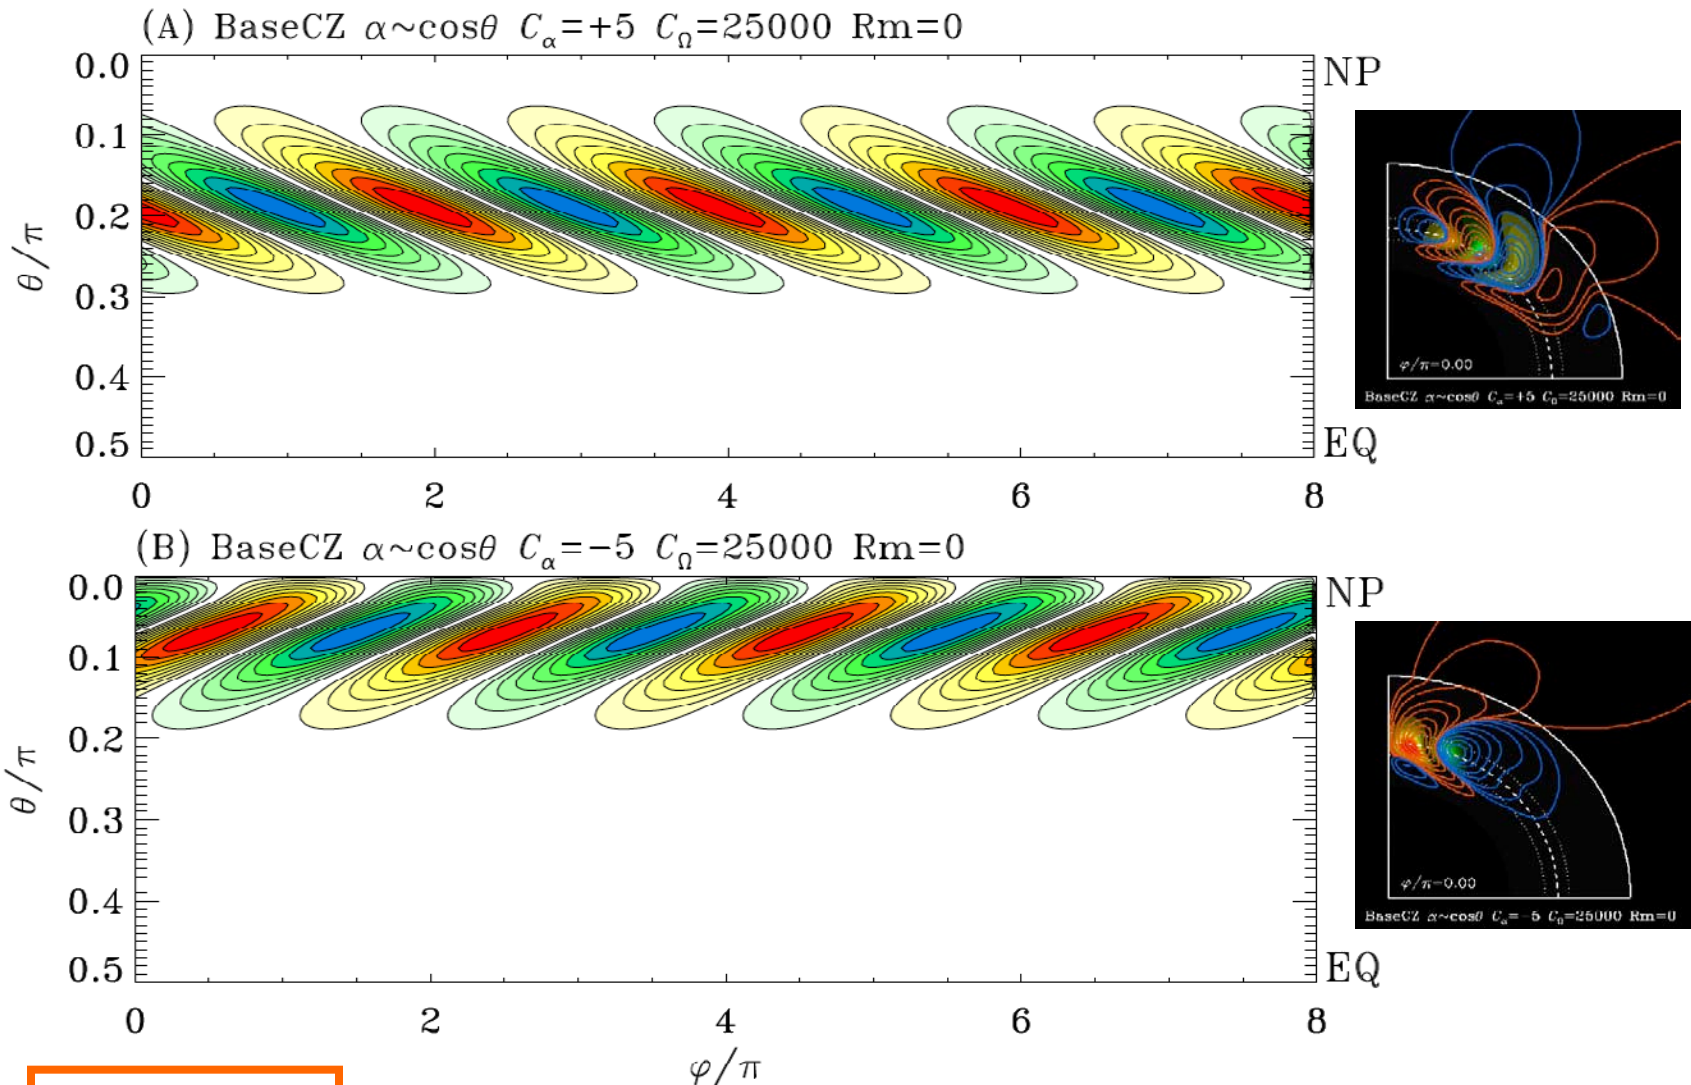 (A) BaseCZ α~cosθ C_α=+5 C_Ω=25000 Rm=0
0.0
0.1
0.2
0.3
0.4
0.5
θ/π
NP
EQ
0 2 4 6 8
φ/π=0.00
BaseCZ α~cosθ C_α=+5 C_Ω=25000 Rm=0
(B) BaseCZ α~cosθ C_α=−5 C_Ω=25000 Rm=0
0.0
0.1
0.2
0.3
0.4
0.5
θ/π
NP
EQ
0 2 4 6 8
φ/π
φ/π=0.00
BaseCZ α~cosθ C_α=−5 C_Ω=25000 Rm=0